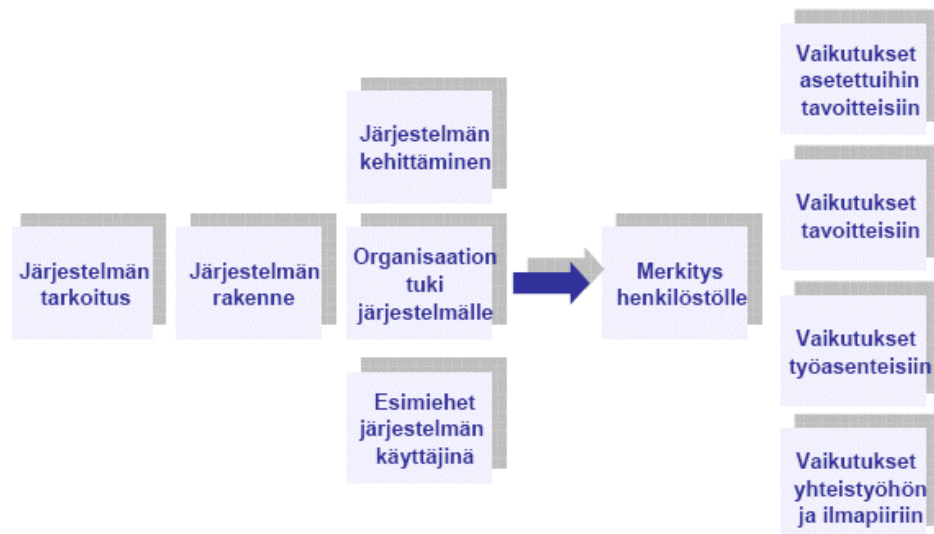 Järjestelmän
tarkoitus
Järjestelmän
rakenne
Järjestelmän
kehittäminen
Organisaation
tuki
järjestelmälle
Esimiehet
järjestelmän
käyttäjinä
Merkitys
henkilöstölle
Vaikutukset
asetettuihin
tavoitteisiin
Vaikutukset
tavoitteisiin
Vaikutukset
työasenteisiin
Vaikutukset
yhteistyöhön
ja ilmapiiriin